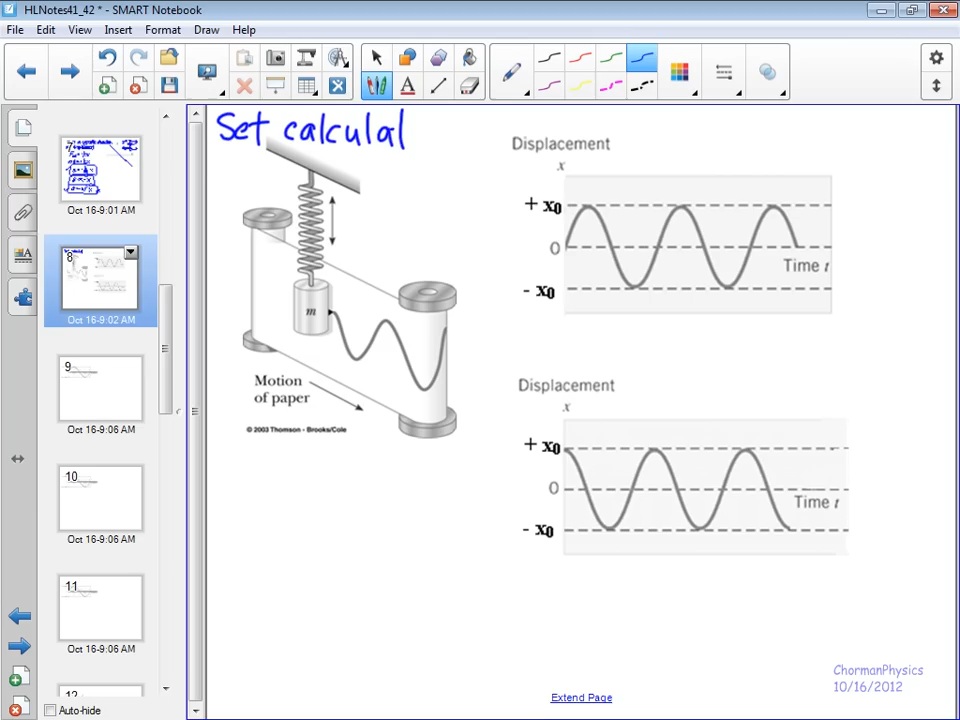 HLNotes41_42 * - SMART Notebook
File Edit View Insert Format Draw Help
Oct 16-9:01 AM
8
Oct 16-9:02 AM
9
Oct 16-9:06 AM
10
Oct 16-9:06 AM
11
Oct 16-9:06 AM
12
Auto-hide
Set calculal
m
Motion
of paper
© 2003 Thomson - Brooks/Cole
Displacement
x
+ x0
0
Time t
- x0
Displacement
x
+ x0
0
Time t
- x0
Extend Page
ChormanPhysics
10/16/2012